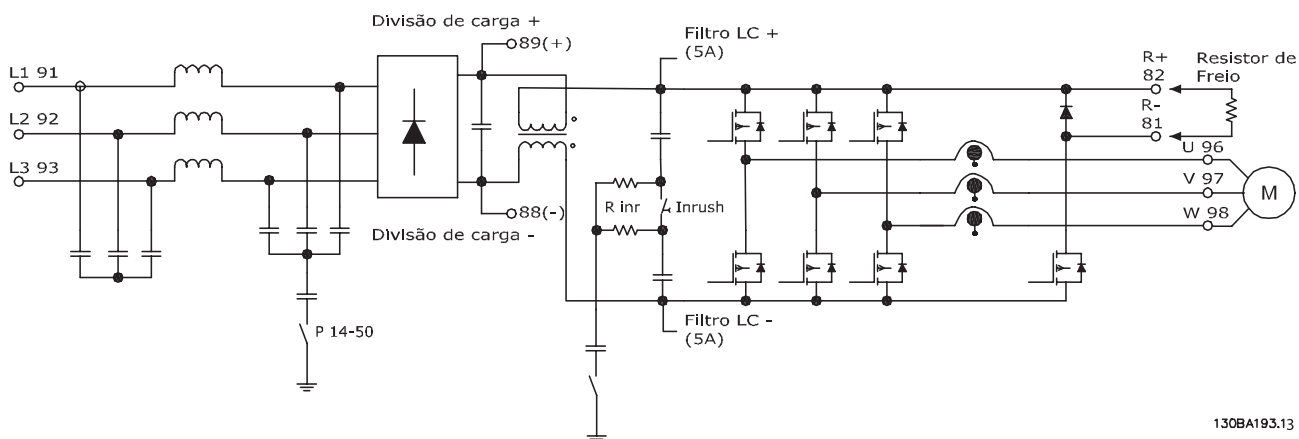 Divisão de carga +
89(+)
Filtro LC +
(5A)
R+
82
Resistor de
Freio
R-
81
L1 91
L2 92
L3 93
U 96
V 97
W 98
M
R inr
Inrush
88(-)
Divisão de carga -
P 14-50
Filtro LC -
(5A)
130BA193.13